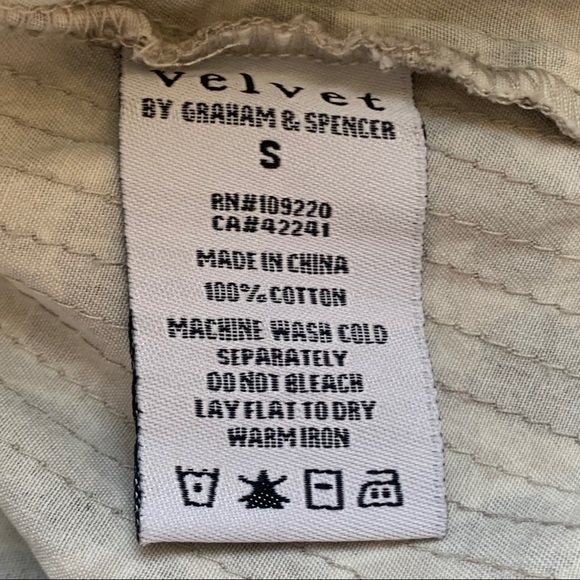 velvet
BY GRAHAM & SPENCER
S
RN#109220
CA#42241
MADE IN CHINA
100% COTTON
MACHINE WASH COLD
SEPARATELY
DO NOT BLEACH
LAY FLAT TO DRY
WARM IRON